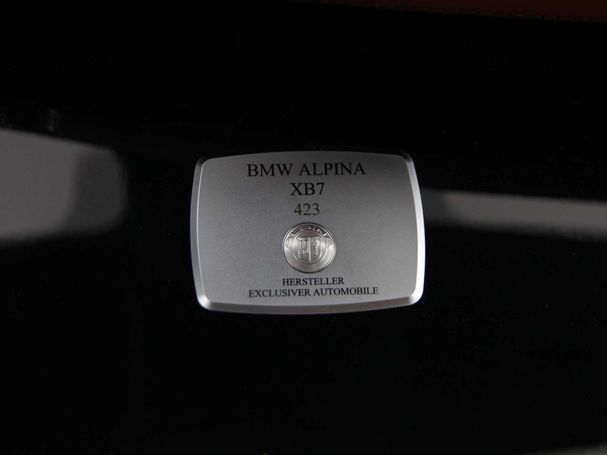 BMW ALPINA
XB7
423
HERSTELLER
EXCLUSIVER AUTOMOBILE